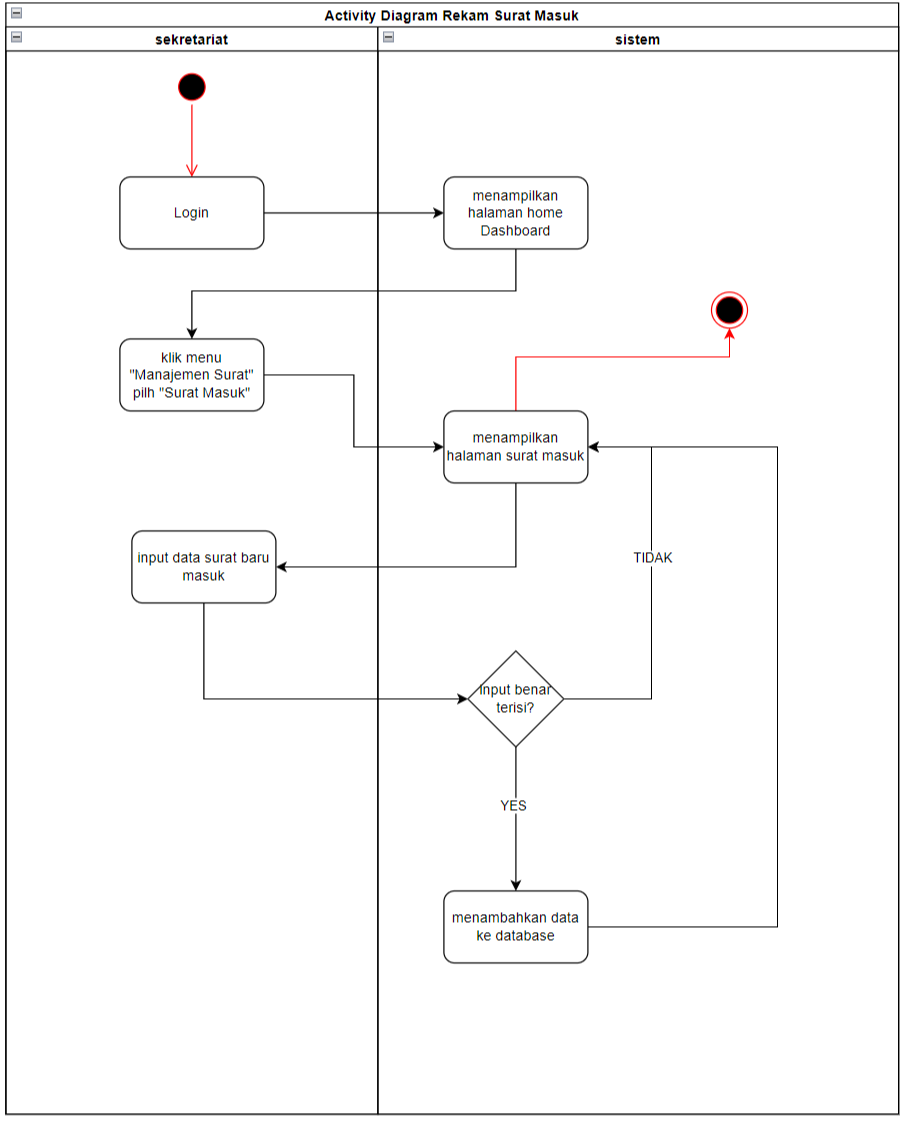 Activity Diagram Rekam Surat Masuk
sekretariat
sistem
Login
menampilkan
halaman home
Dashboard
klik menu
"Manajemen Surat"
pilh "Surat Masuk"
menampilkan
halaman surat masuk
input data surat baru
masuk
TIDAK
input benar
terisi?
YES
menambahkan data
ke database